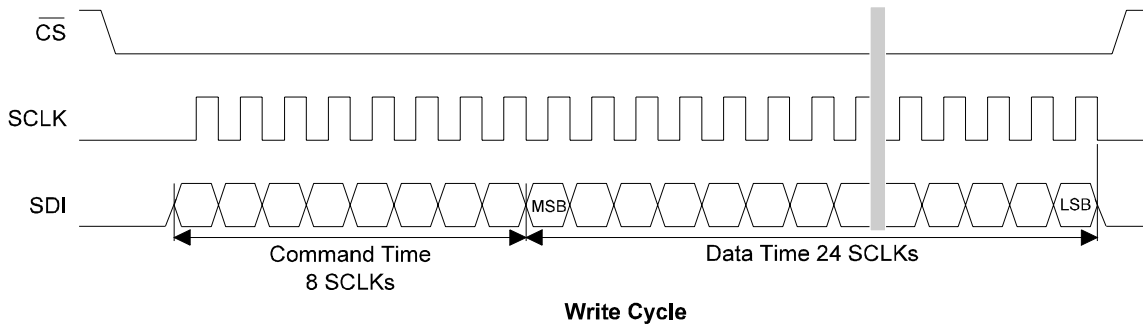 CS
SCLK
SDI
MSB
LSB
Command Time
8 SCLKs
Data Time 24 SCLKs
Write Cycle